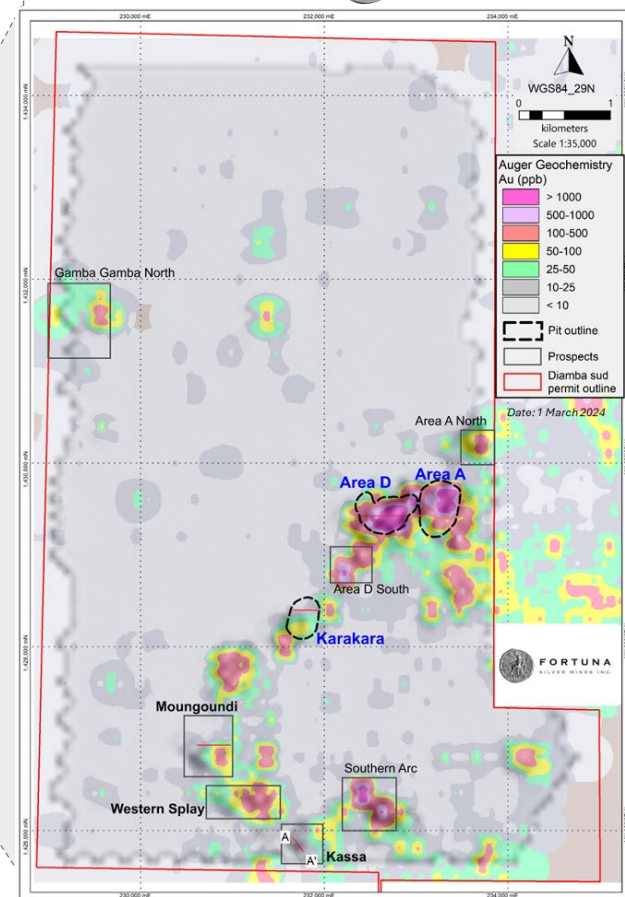 230,000 mE
232,000 mE
234,000 mE
N
WGS84_29N
0 1
kilometers
Scale 1:35,000
1,434,000 mN
Auger Geochemistry
Au (ppb)
> 1000
500-1000
100-500
50-100
25-50
10-25
< 10
Pit outline
Prospects
Diamba sud
permit outline
Date: 1 March 2024
Gamba Gamba North
1,432,000 mN
Area A North
1,430,000 mN
Area D
Area A
Area D South
Karakara
1,428,000 mN
FORTUNA
SILVER MINES INC.
Moungoundi
Southern Arc
Western Splay
A
A'
Kassa
230,000 mE
232,000 mE
234,000 mE